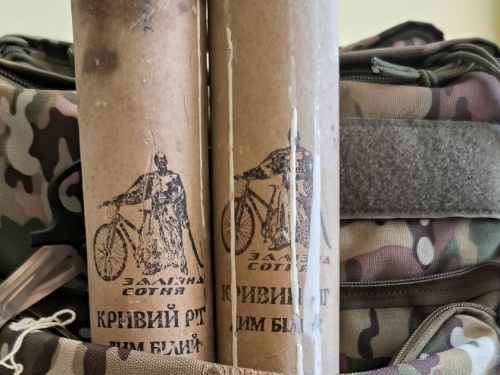 ЗАЛІЗНА
СОТНЯ
КРИВИЙ РІГ
ДИМ БІЛИЙ
ЗАЛІЗНА
СОТНЯ
КРИВИЙ РІГ
ДИМ БІЛИЙ